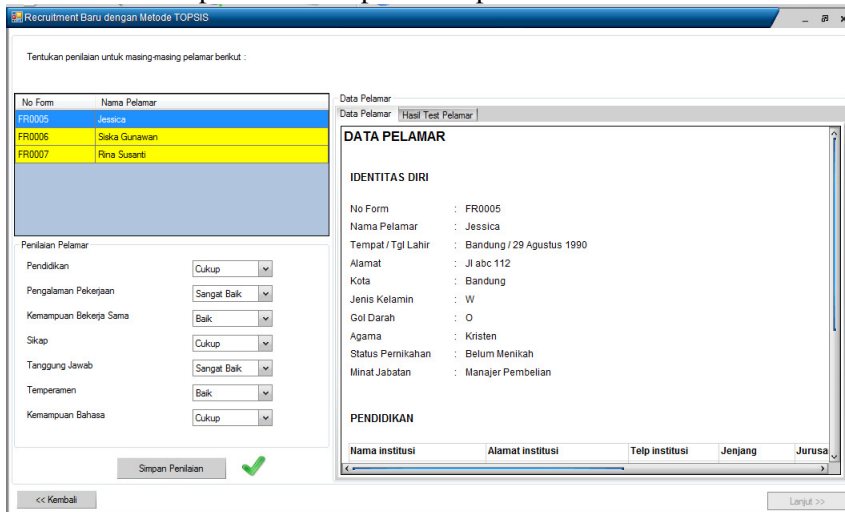 Recruitment Baru dengan Metode TOPSIS
Tentukan penilaian untuk masing-masing pelamar berikut :
No Form Nama Pelamar
FR0005 Jessica
FR0006 Siska Gunawan
FR0007 Rina Susanti
Penilaian Pelamar
Pendidikan Cukup
Pengalaman Pekerjaan Sangat Baik
Kemampuan Bekerja Sama Baik
Sikap Cukup
Tanggung Jawab Sangat Baik
Temperamen Baik
Kemampuan Bahasa Cukup
Simpan Penilaian
<< Kembali
Data Pelamar
Data Pelamar Hasil Test Pelamar
DATA PELAMAR
IDENTITAS DIRI
No Form : FR0005
Nama Pelamar : Jessica
Tempat / Tgl Lahir : Bandung / 29 Agustus 1990
Alamat : Jl abc 112
Kota : Bandung
Jenis Kelamin : W
Gol Darah : O
Agama : Kristen
Status Pernikahan : Belum Menikah
Minat Jabatan : Manajer Pembelian
PENDIDIKAN
Nama institusi Alamat institusi Telp institusi Jenjang Jurusa
Lanjut >>